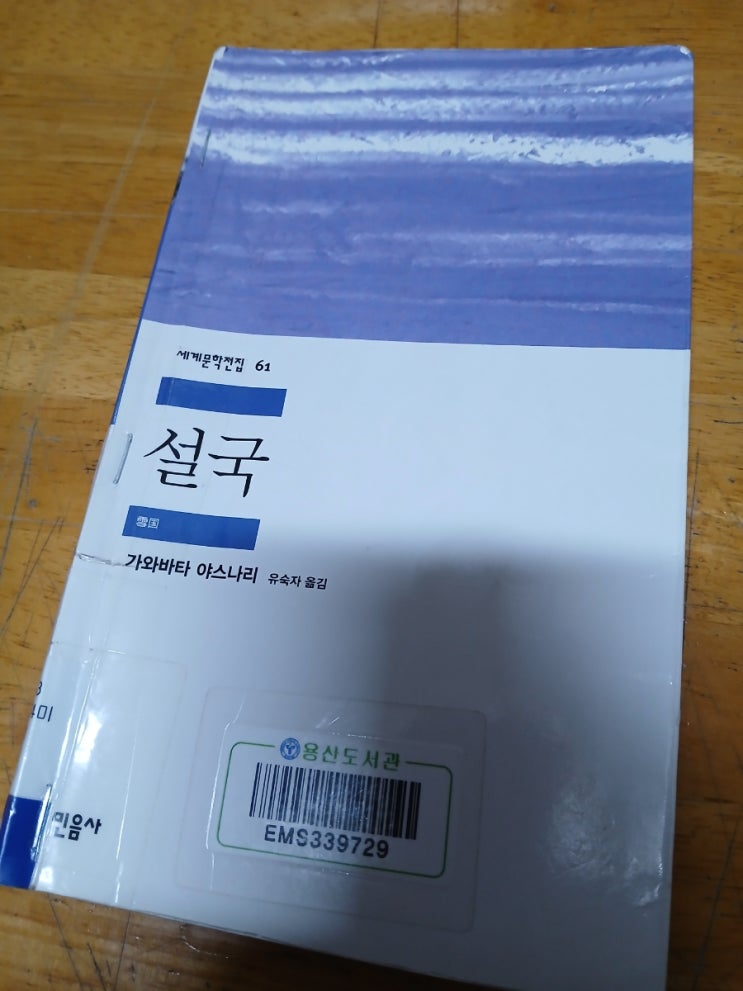 세계문학전집 61
설국
雪国
가와바타 야스나리 유숙자 옮김
용산도서관
EMS339729
민음사